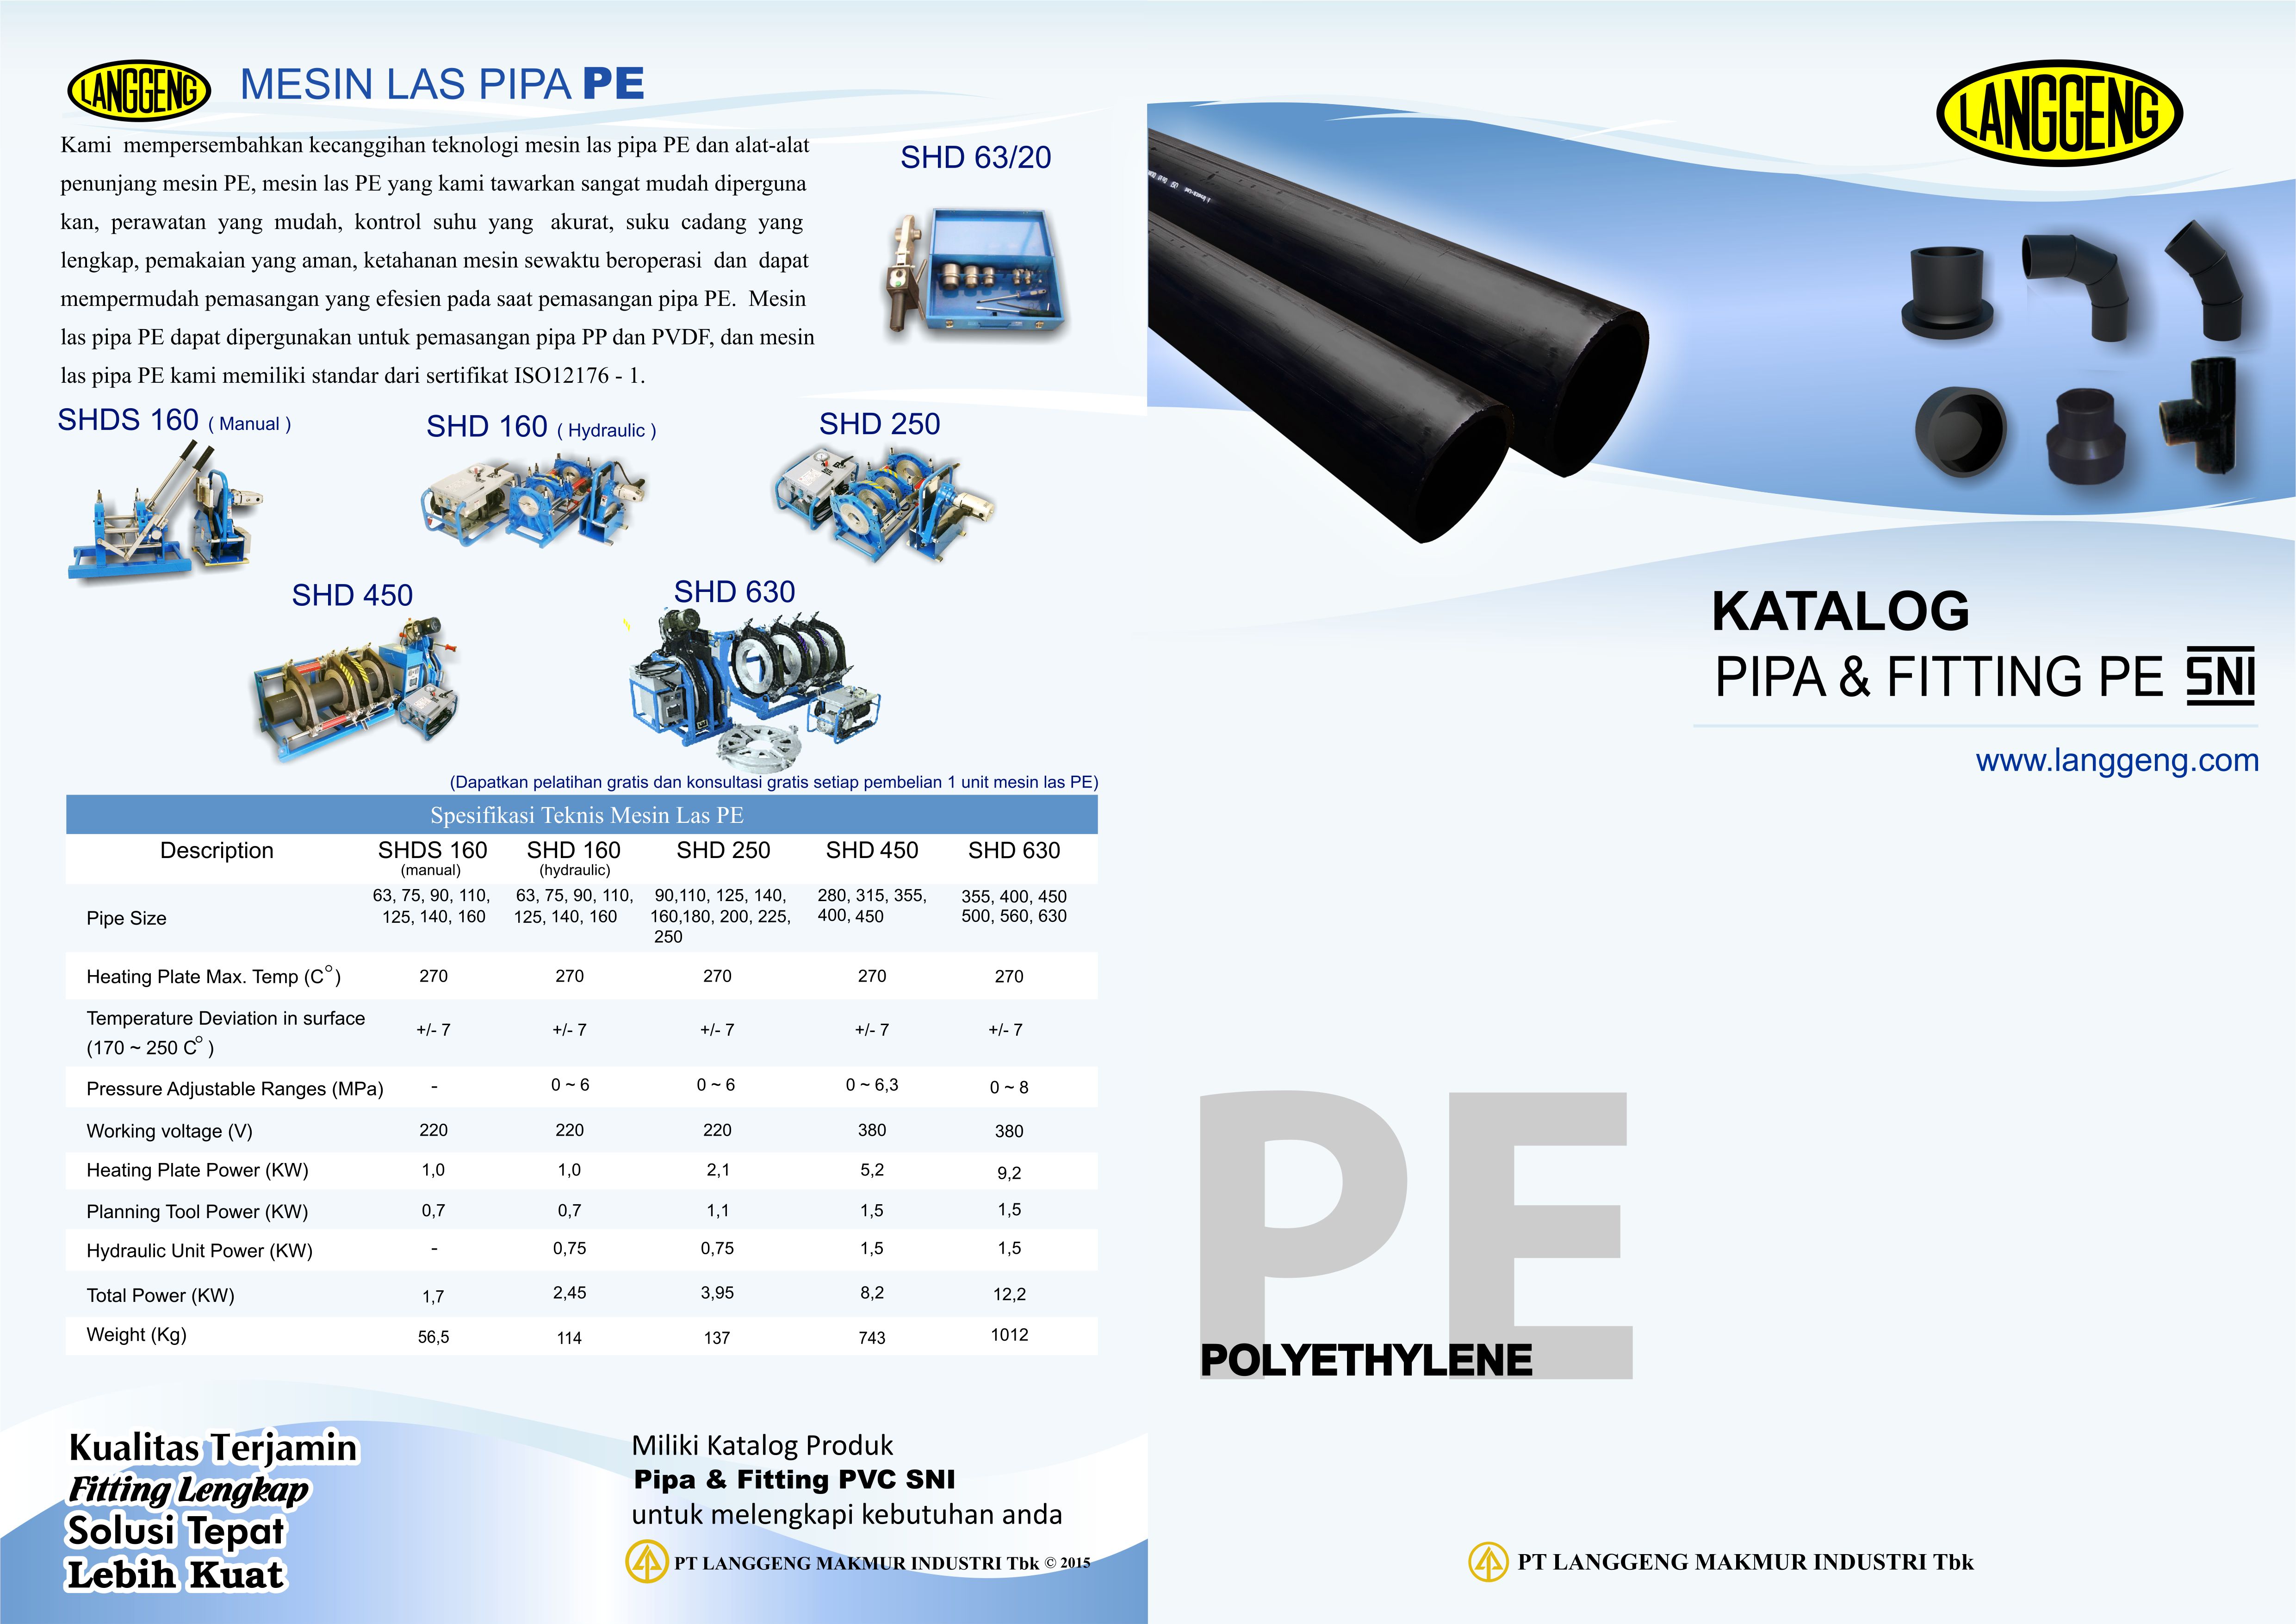 LANGGENG
MESIN LAS PIPA PE
Kami mempersembahkan kecanggihan teknologi mesin las pipa PE dan alat-alat
penunjang mesin PE, mesin las PE yang kami tawarkan sangat mudah diperguna
kan, perawatan yang mudah, kontrol suhu yang akurat, suku cadang yang
lengkap, pemakaian yang aman, ketahanan mesin sewaktu beroperasi dan dapat
mempermudah pemasangan yang efesien pada saat pemasangan pipa PE. Mesin
las pipa PE dapat dipergunakan untuk pemasangan pipa PP dan PVDF, dan mesin
las pipa PE kami memiliki standar dari sertifikat ISO12176 - 1.
SHD 63/20
SHDS 160 ( Manual )
SHD 160 ( Hydraulic )
SHD 250
SHD 450
SHD 630
(Dapatkan pelatihan gratis dan konsultasi gratis setiap pembelian 1 unit mesin las PE)
Spesifikasi Teknis Mesin Las PE
Description SHDS 160 SHD 160 SHD 250 SHD 450 SHD 630
(manual) (hydraulic)
63, 75, 90, 110, 63, 75, 90, 110, 90,110, 125, 140, 280, 315, 355, 355, 400, 450
Pipe Size 125, 140, 160 125, 140, 160 160,180, 200, 225, 400, 450 500, 560, 630
250
Heating Plate Max. Temp (C°) 270 270 270 270 270
Temperature Deviation in surface
(170 ~ 250 C° ) +/- 7 +/- 7 +/- 7 +/- 7 +/- 7
Pressure Adjustable Ranges (MPa) - 0 ~ 6 0 ~ 6 0 ~ 6,3 0 ~ 8
Working voltage (V) 220 220 220 380 380
Heating Plate Power (KW) 1,0 1,0 2,1 5,2 9,2
Planning Tool Power (KW) 0,7 0,7 1,1 1,5 1,5
Hydraulic Unit Power (KW) - 0,75 0,75 1,5 1,5
Total Power (KW) 1,7 2,45 3,95 8,2 12,2
Weight (Kg) 56,5 114 137 743 1012
Kualitas Terjamin
Fitting Lengkap
Solusi Tepat
Lebih Kuat
Miliki Katalog Produk
Pipa & Fitting PVC SNI
untuk melengkapi kebutuhan anda
PT LANGGENG MAKMUR INDUSTRI Tbk © 2015
LANGGENG
KATALOG
PIPA & FITTING PE SNI
www.langgeng.com
PE
POLYETHYLENE
PT LANGGENG MAKMUR INDUSTRI Tbk